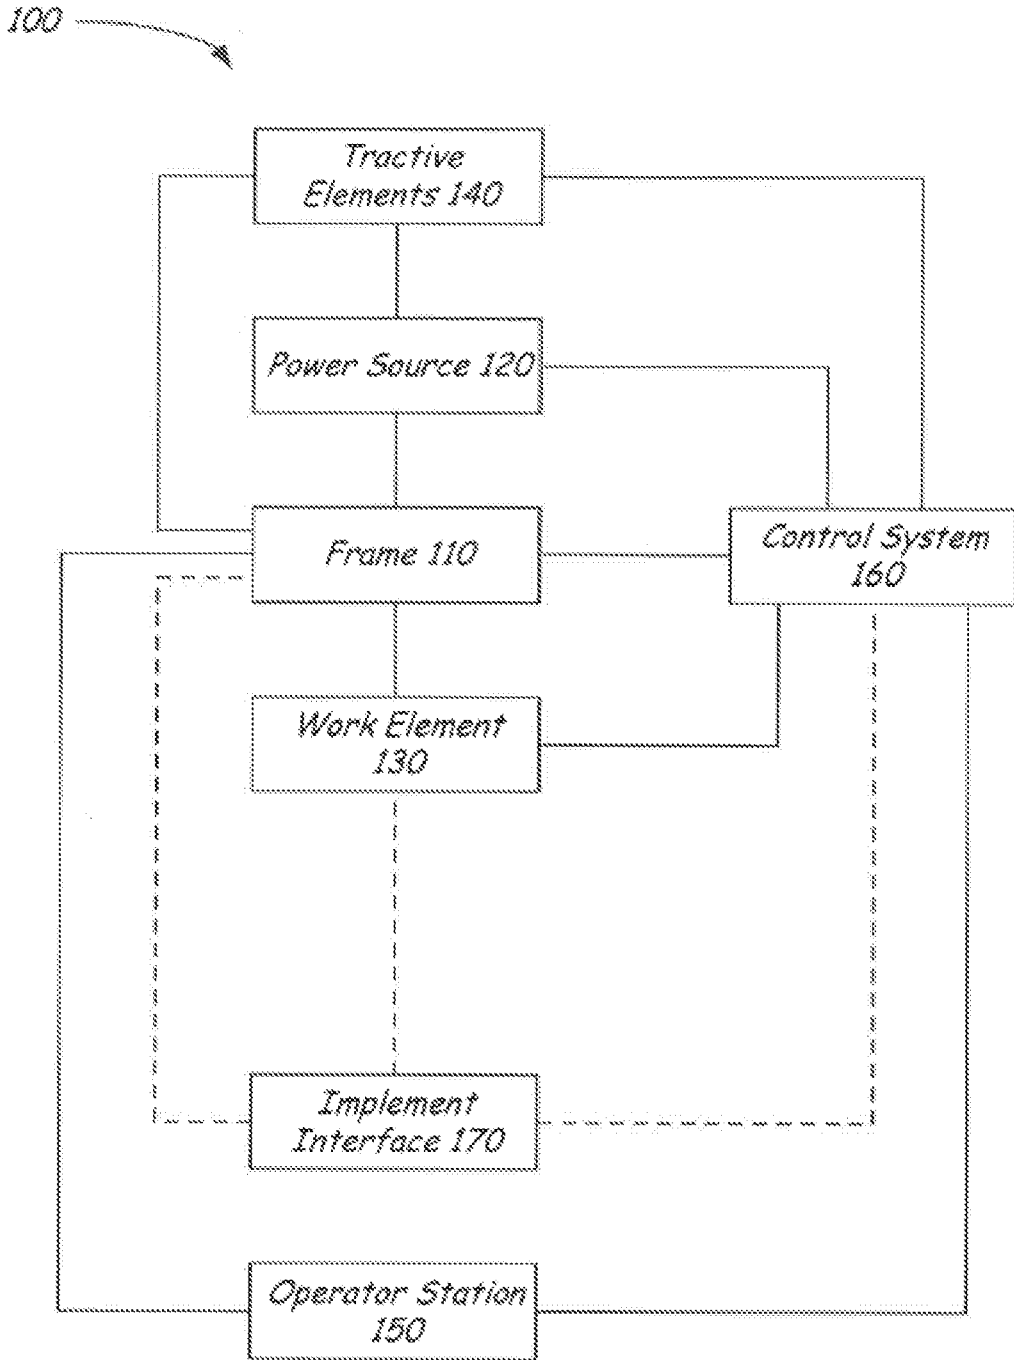 100
Tractive
Elements 140
Power Source 120
Frame 110
Control System
160
Work Element
130
Implement
Interface 170
Operator Station
150